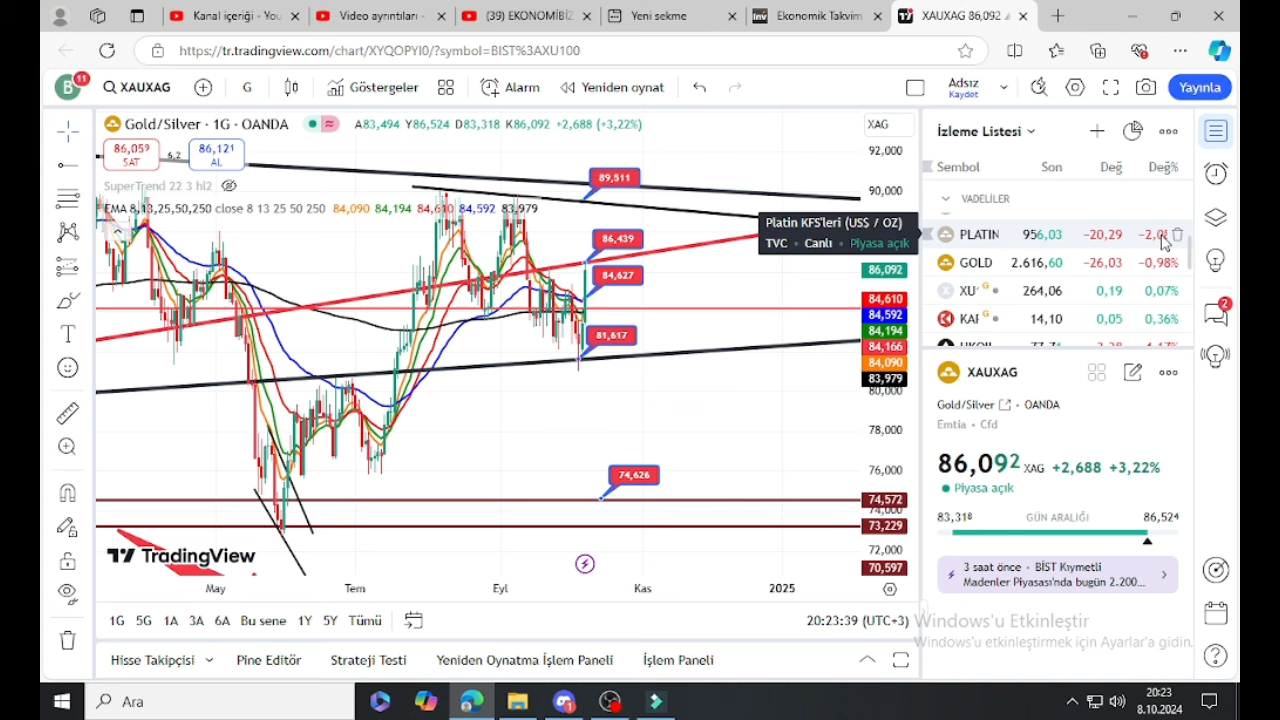 Kanal içeriği - You
Video ayrıntıları -
(39) EKONOMİBİZ
Yeni sekme
Ekonomik Takvim
XAUXAG 86,092
https://tr.tradingview.com/chart/XYQOPYI0/?symbol=BIST%3AXU100
B 11 XAUXAG G Göstergeler Alarm Yeniden oynat Adsız Kaydet Yayınla
Gold/Silver · 1G · OANDA A83,494 Y86,524 D83,318 K86,092 +2,688 (+3,22%)
86,059 SAT 6,2 86,121 AL
SuperTrend 22 3 hl2
EMA 8,13,25,50,250 close 8 13 25 50 250 84,090 84,194 84,610 84,592 83,979
89,511
86,439
84,627
81,617
74,626
XAG
92,000
90,000
86,092
84,610
84,592
84,194
84,166
84,090
83,979
80,000
78,000
76,000
74,572
74,000
73,229
72,000
70,597
TradingView
May Tem Eyl Kas 2025
1G 5G 1A 3A 6A Bu sene 1Y 5Y Tümü 20:23:39 (UTC+3)
Hisse Takipçisi Pine Editör Strateji Testi Yeniden Oynatma İşlem Paneli İşlem Paneli
İzleme Listesi
Sembol Son Değ Değ%
VADELİLER
Platin KFS'leri (US$ / OZ)
TVC • Canlı • Piyasa açık
PLATIN 956,03 −20,29
GOLD 2.616,60 −26,03 −0,98%
XU G 264,06 0,19 0,07%
KAF G 14,10 0,05 0,36%
XAUXAG
Gold/Silver • OANDA
Emtia • Cfd
86,092 XAG +2,688 +3,22%
Piyasa açık
83,318 GÜN ARALIĞI 86,524
3 saat önce • BİST Kıymetli
Madenler Piyasası'nda bugün 2.200...
2
Windows'u Etkinleştir
Windows'u etkinleştirmek için Ayarlar'a gidin.
Ara
20:23
8.10.2024